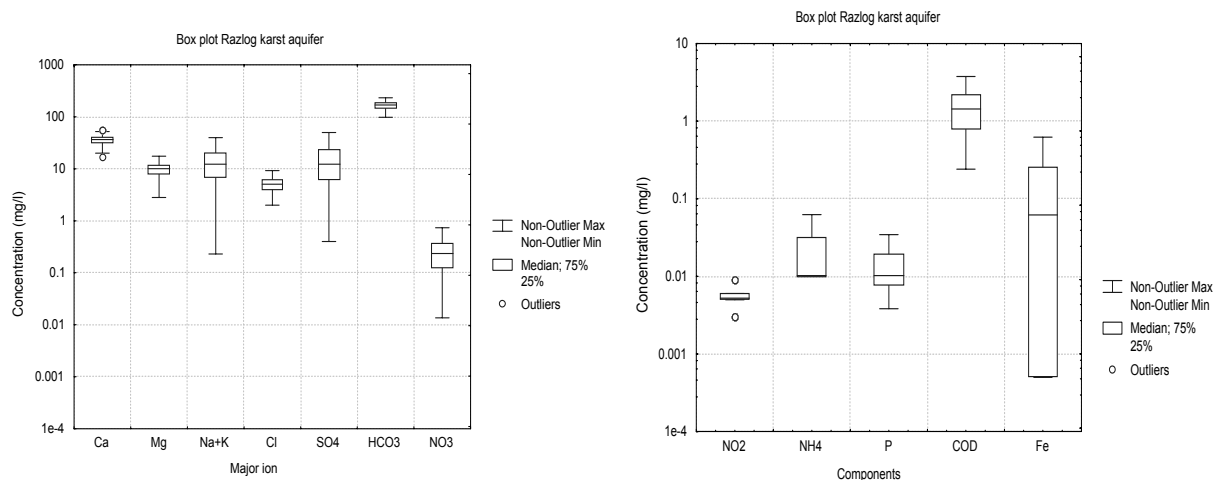 Box plot Razlog karst aquifer
Concentration (mg/l)
1000
100
10
1
0.1
0.01
0.001
1e-4
Ca Mg Na+K Cl SO4 HCO3 NO3
Major ion
Non-Outlier Max
Non-Outlier Min
Median; 75%
25%
Outliers
Box plot Razlog karst aquifer
Concentration (mg/l)
10
1
0.1
0.01
0.001
1e-4
NO2 NH4 P COD Fe
Components
Non-Outlier Max
Non-Outlier Min
Median; 75%
25%
Outliers